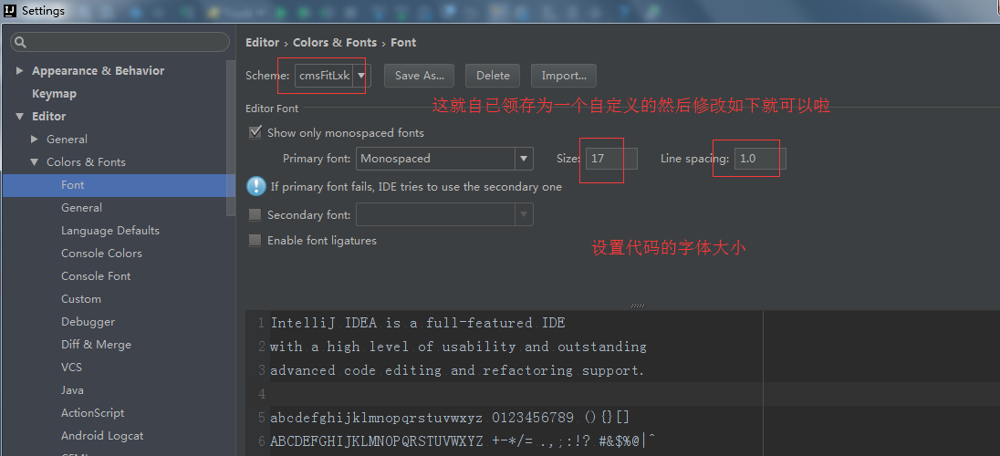 Settings
Editor › Colors & Fonts › Font
Appearance & Behavior
Keymap
Editor
General
Colors & Fonts
Font
General
Language Defaults
Console Colors
Console Font
Custom
Debugger
Diff & Merge
VCS
Java
ActionScript
Android Logcat
Scheme: cmsFitLxk Save As... Delete Import...
这就自已领存为一个自定义的然后修改如下就可以啦
Editor Font
Show only monospaced fonts
Primary font: Monospaced Size: 17 Line spacing: 1.0
If primary font fails, IDE tries to use the secondary one
Secondary font:
Enable font ligatures
设置代码的字体大小
1 IntelliJ IDEA is a full-featured IDE
2 with a high level of usability and outstanding
3 advanced code editing and refactoring support.
4
5 abcdefghijklmnopqrstuvwxyz 0123456789 (){}[]
6 ABCDEFGHIJKLMNOPQRSTUVWXYZ +-*/= .,;:!? #&$%@|^